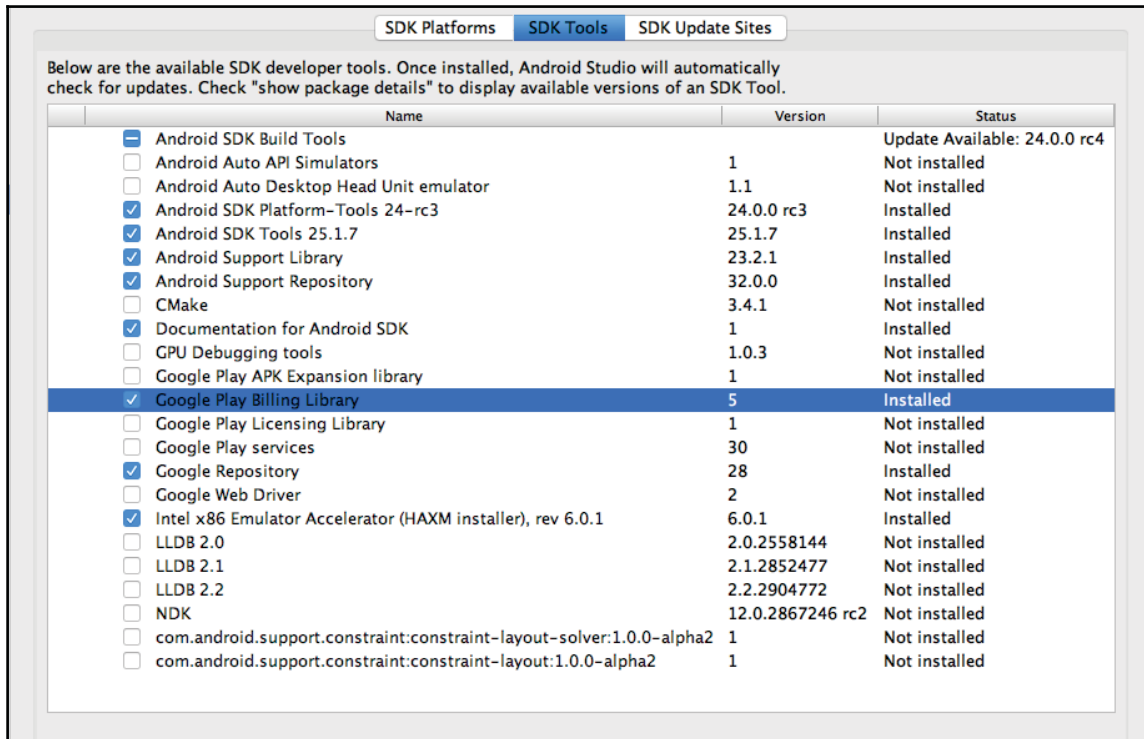 SDK Platforms SDK Tools SDK Update Sites
Below are the available SDK developer tools. Once installed, Android Studio will automatically
check for updates. Check "show package details" to display available versions of an SDK Tool.
Name Version Status
Android SDK Build Tools Update Available: 24.0.0 rc4
Android Auto API Simulators 1 Not installed
Android Auto Desktop Head Unit emulator 1.1 Not installed
Android SDK Platform-Tools 24-rc3 24.0.0 rc3 Installed
Android SDK Tools 25.1.7 25.1.7 Installed
Android Support Library 23.2.1 Installed
Android Support Repository 32.0.0 Installed
CMake 3.4.1 Not installed
Documentation for Android SDK 1 Installed
GPU Debugging tools 1.0.3 Not installed
Google Play APK Expansion library 1 Not installed
Google Play Billing Library 5 Installed
Google Play Licensing Library 1 Not installed
Google Play services 30 Not installed
Google Repository 28 Installed
Google Web Driver 2 Not installed
Intel x86 Emulator Accelerator (HAXM installer), rev 6.0.1 6.0.1 Installed
LLDB 2.0 2.0.2558144 Not installed
LLDB 2.1 2.1.2852477 Not installed
LLDB 2.2 2.2.2904772 Not installed
NDK 12.0.2867246 rc2 Not installed
com.android.support.constraint:constraint-layout-solver:1.0.0-alpha2 1 Not installed
com.android.support.constraint:constraint-layout:1.0.0-alpha2 1 Not installed